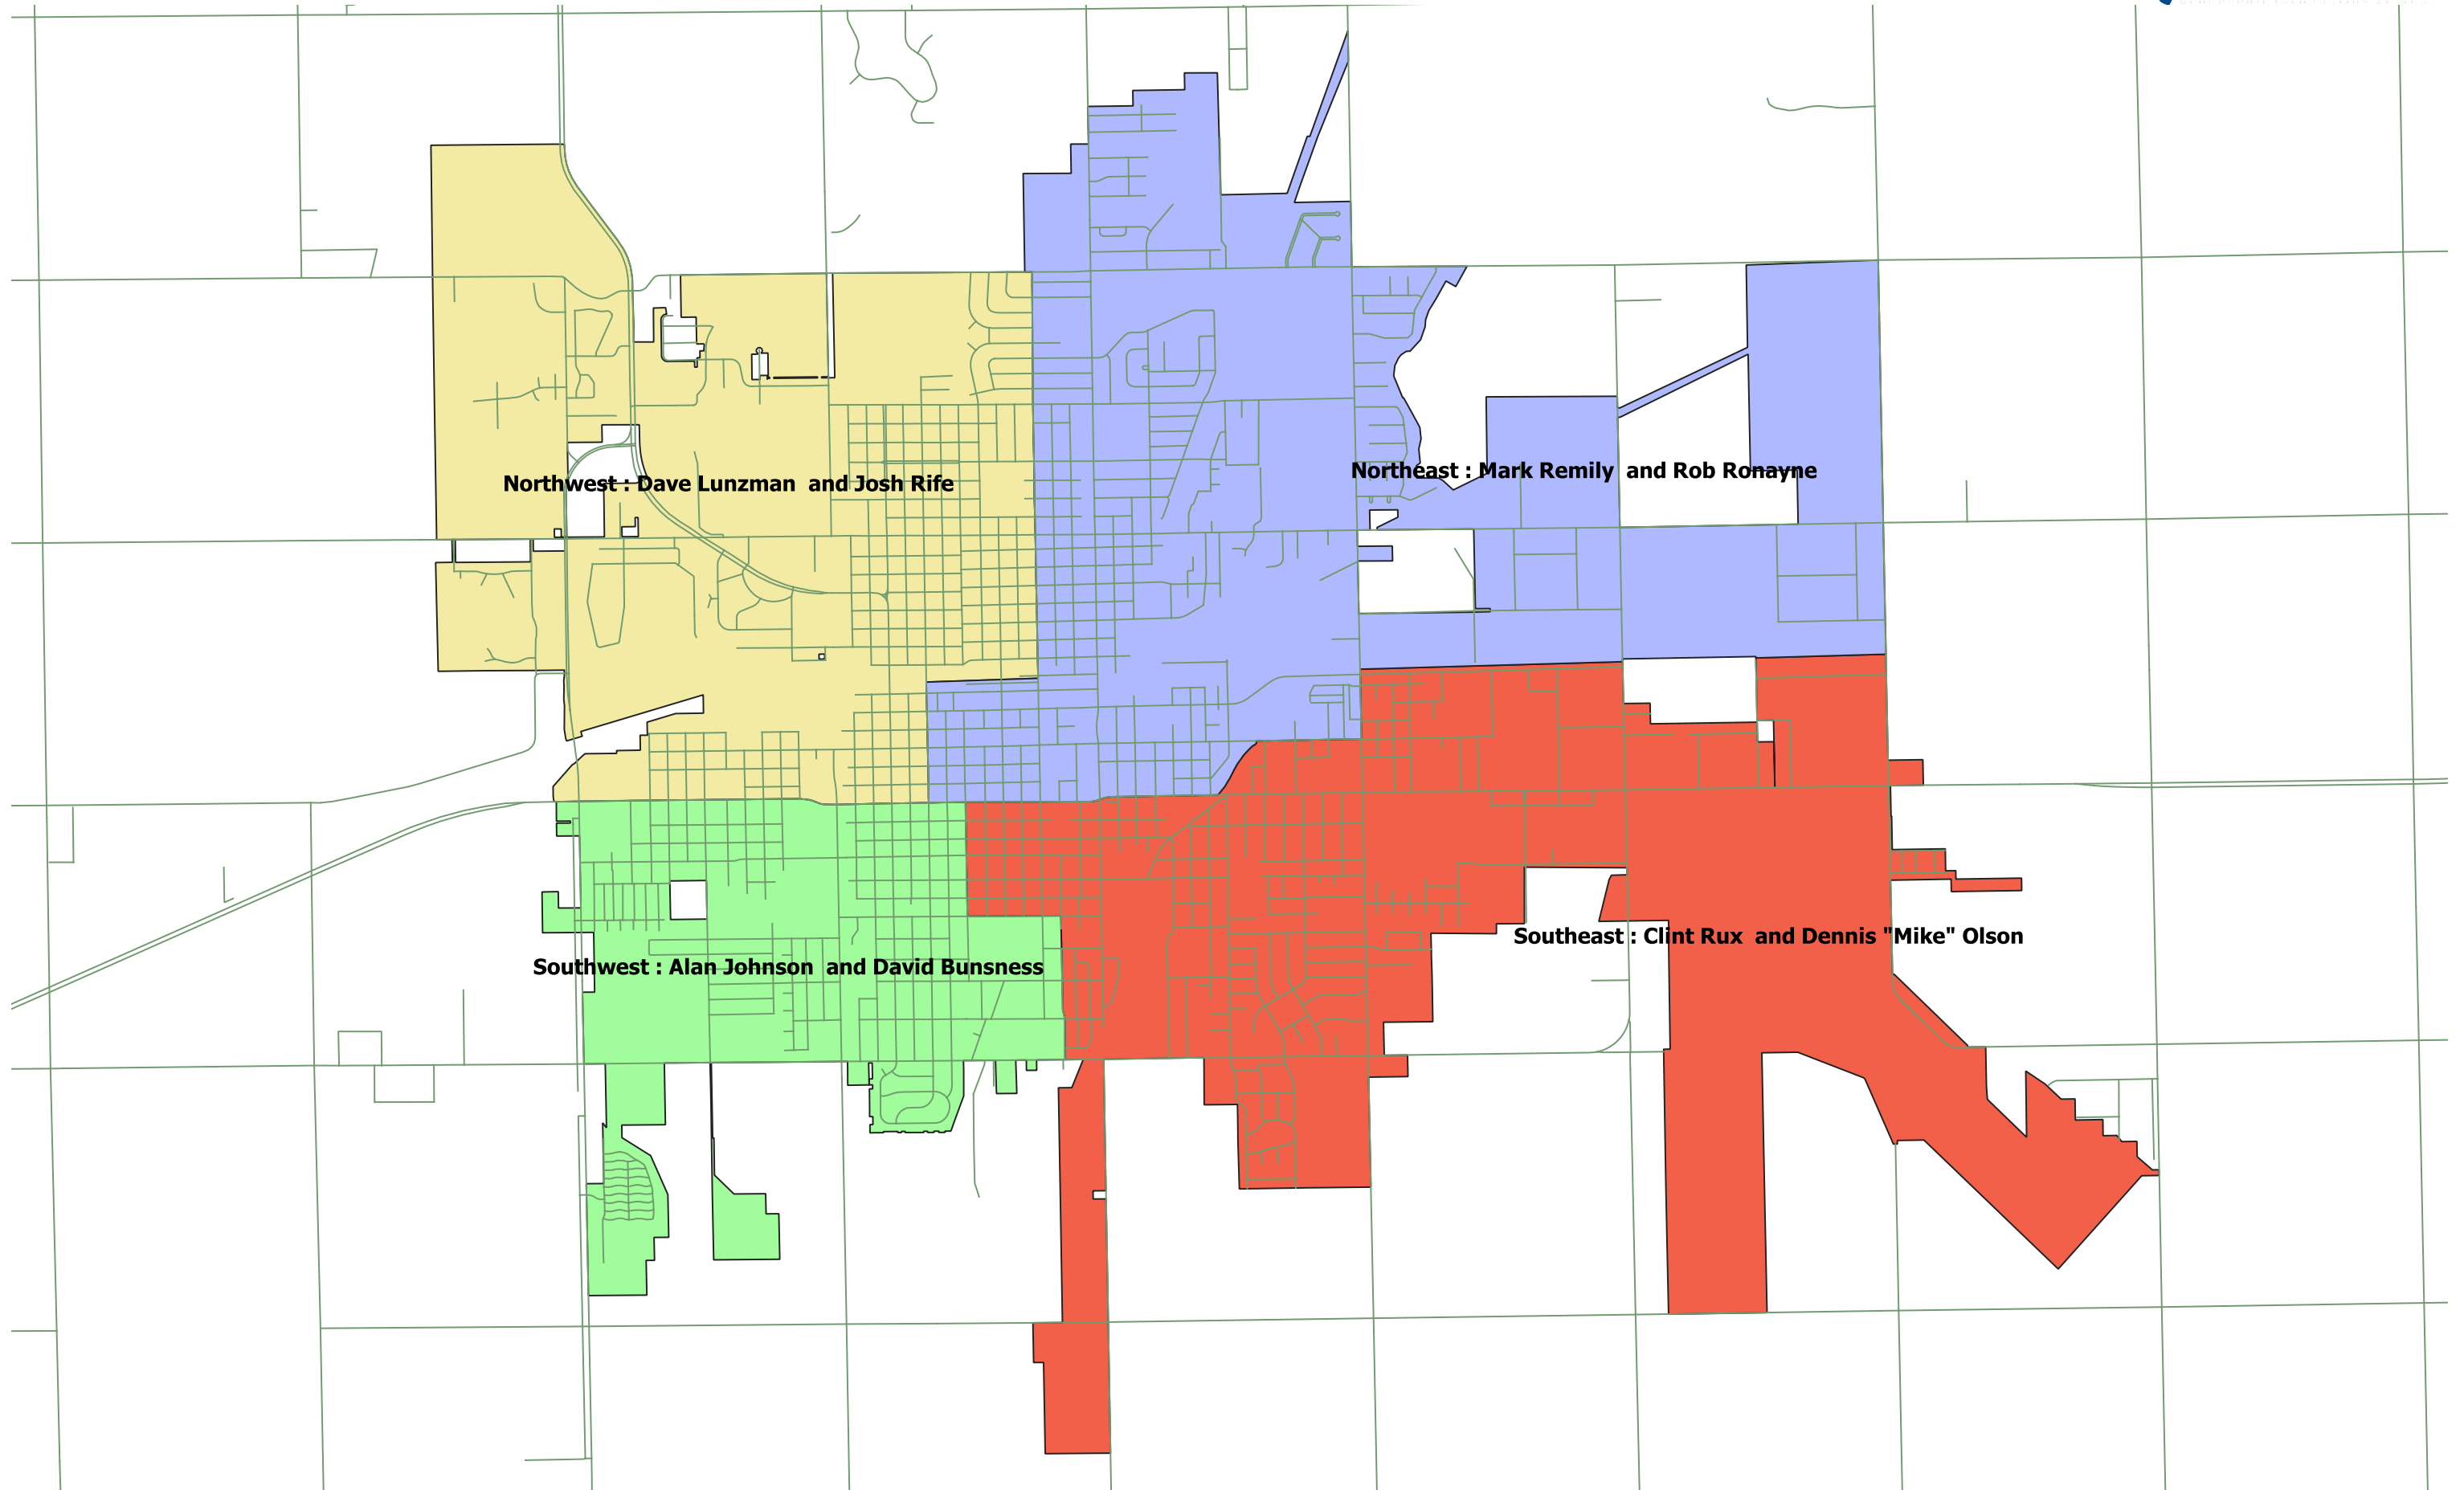 Northeast : Mark Remily  and Rob Ronayne
Northwest : Dave Lunzman  and Josh Rife
Southeast : Clint Rux  and Dennis "Mike" Olson
Southwest : Alan Johnson  and David Bunsness